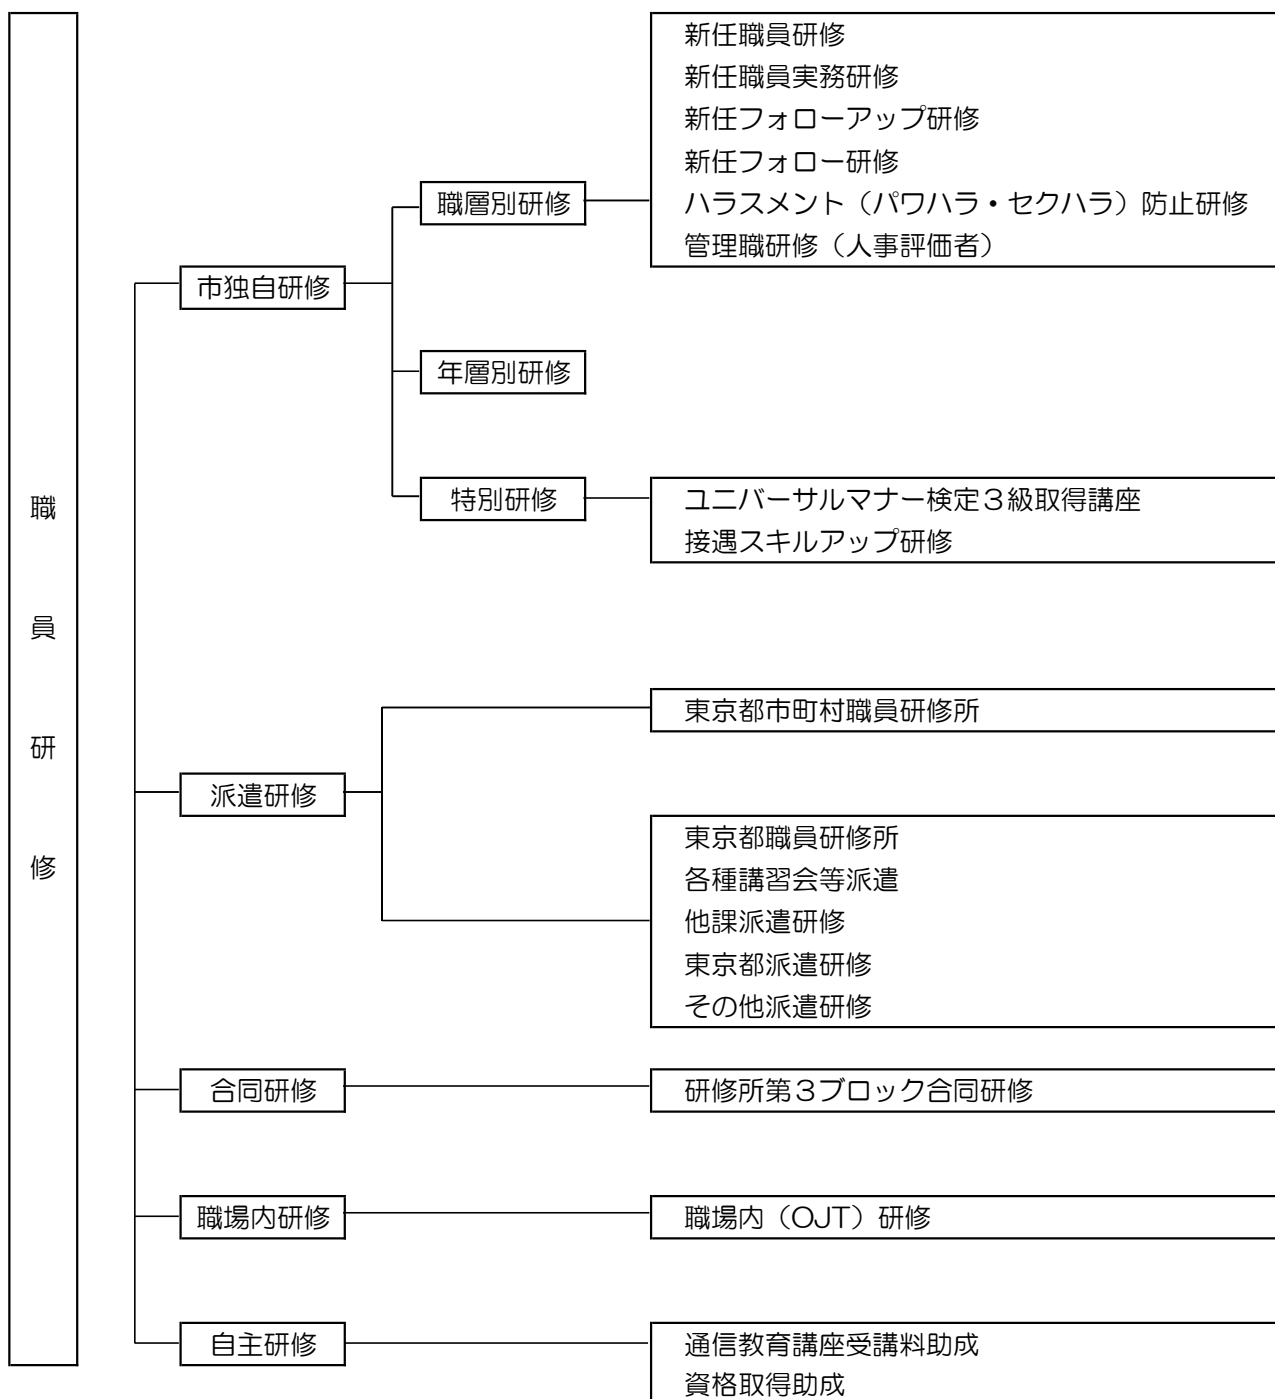 職員研修
市独自研修
職層別研修
新任職員研修
新任職員実務研修
新任フォローアップ研修
新任フォロー研修
ハラスメント（パワハラ・セクハラ）防止研修
管理職研修（人事評価者）
年層別研修
特別研修
ユニバーサルマナー検定３級取得講座
接遇スキルアップ研修
派遣研修
東京都市町村職員研修所
東京都職員研修所
各種講習会等派遣
他課派遣研修
東京都派遣研修
その他派遣研修
合同研修
研修所第３ブロック合同研修
職場内研修
職場内（OJT）研修
自主研修
通信教育講座受講料助成
資格取得助成